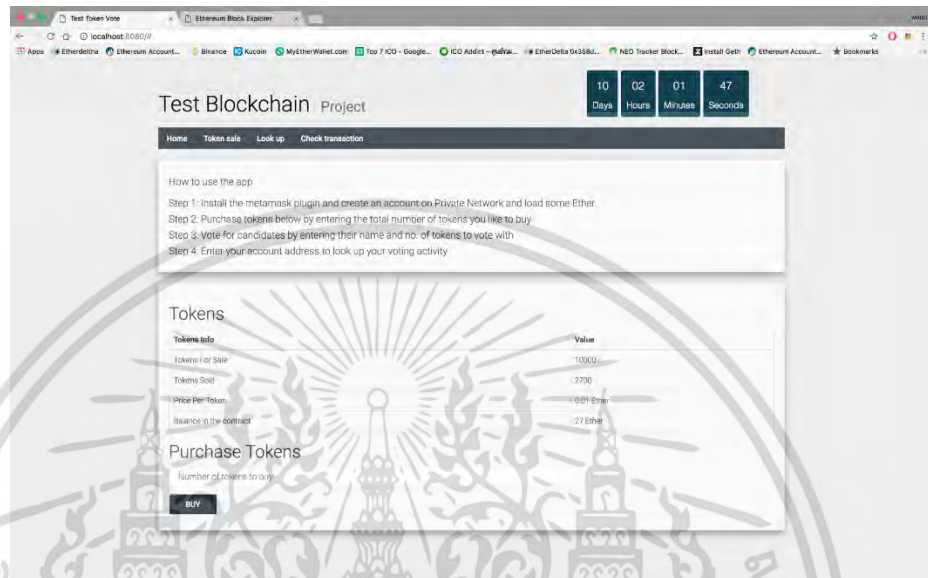 Test Token Vote
Ethereum Block Explorer
localhost:8080/#
Apps Etherdeltha Ethereum Account... Binance Kucoin MyEtherWallet.com Top 7 ICO - Google... ICO Addict - EtherDelta 0x358d... NEO Tracker Block... Install Geth Ethereum Account... Bookmarks
Test Blockchain Project
10 02 01 47
Days Hours Minutes Seconds
Home Token sale Look up Check transaction
How to use the app
Step 1: Install the metamask plugin and create an account on Private Network and load some Ether.
Step 2: Purchase tokens below by entering the total number of tokens you like to buy
Step 3: Vote for candidates by entering their name and no. of tokens to vote with
Step 4: Enter your account address to look up your voting activity
Tokens
Tokens Info Value
Tokens For Sale 10000
Tokens Sold 2700
Price Per Token 0.01 Ether
Balance in the contract 27 Ether
Purchase Tokens
Number of tokens to buy
BUY